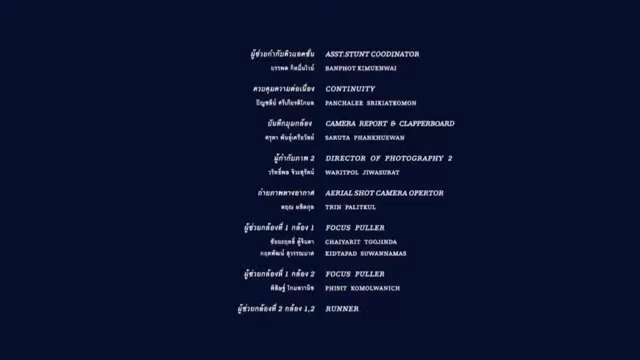 ผู้ช่วยกำกับคิวแอคชั่น ASST.STUNT COODINATOR
บรรพต กิหมื่นไวย์ BANPHOT KIMUENWAI
ควบคุมความต่อเนื่อง CONTINUITY
ปัญชลีย์ ศรีเกียรติโกมล PANCHALEE SRIKIATKOMON
บันทึกมุมกล้อง CAMERA REPORT & CLAPPERBOARD
ศรุตา พันธุ์เครือวัลย์ SARUTA PHANKHUEWAN
ผู้กำกับภาพ 2 DIRECTOR OF PHOTOGRAPHY 2
วริทธิ์พล จิวะสุรัตน์ WARITPOL JIWASURAT
ถ่ายภาพทางอากาศ AERIAL SHOT CAMERA OPERTOR
ตฤณ ผลิตกุล TRIN PALITKUL
ผู้ช่วยกล้องที่ 1 กล้อง 1 FOCUS PULLER
ชัยยะฤทธิ์ ตู้จินดา CHAIYARIT TOOJINDA
กฤตพัฒน์ สุวรรณมาศ KIDTAPAD SUWANNAMAS
ผู้ช่วยกล้องที่ 1 กล้อง 2 FOCUS PULLER
พิสิษฐ์ โกมลวานิช PHISIT KOMOLWANICH
ผู้ช่วยกล้องที่ 2 กล้อง 1,2 RUNNER